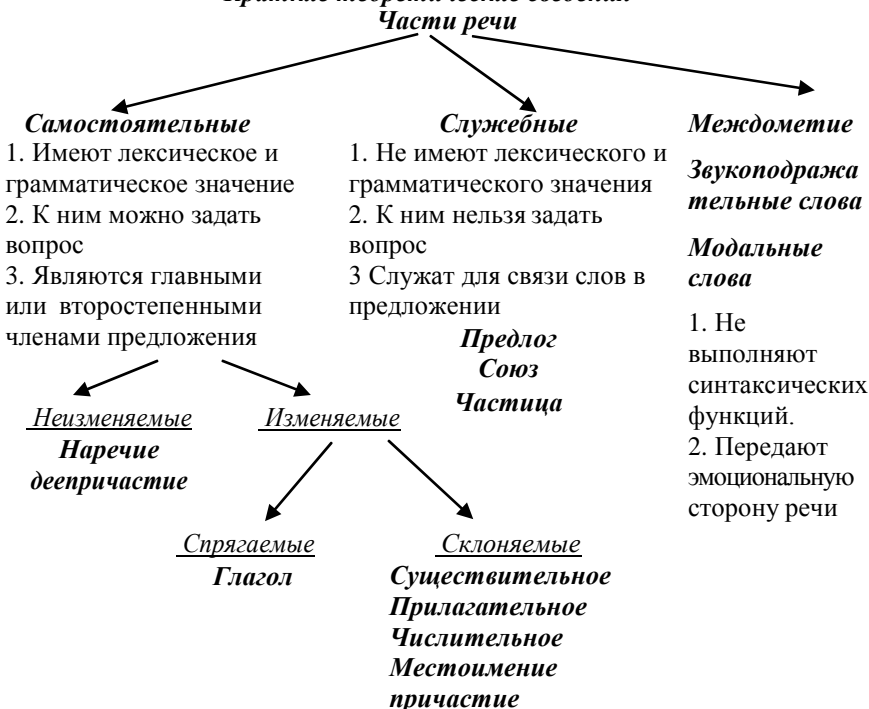 Краткие теоретические сведения
Части речи
Самостоятельные
1. Имеют лексическое и
грамматическое значение
2. К ним можно задать
вопрос
3. Являются главными
или второстепенными
членами предложения
Служебные
1. Не имеют лексического и
грамматического значения
2. К ним нельзя задать
вопрос
3 Служат для связи слов в
предложении
Предлог
Союз
Частица
Междометие
Звукоподража
тельные слова
Модальные
слова
1. Не
выполняют
синтаксических
функций.
2. Передают
эмоциональную
сторону речи
Неизменяемые
Наречие
деепричастие
Изменяемые
Спрягаемые
Глагол
Склоняемые
Существительное
Прилагательное
Числительное
Местоимение
причастие